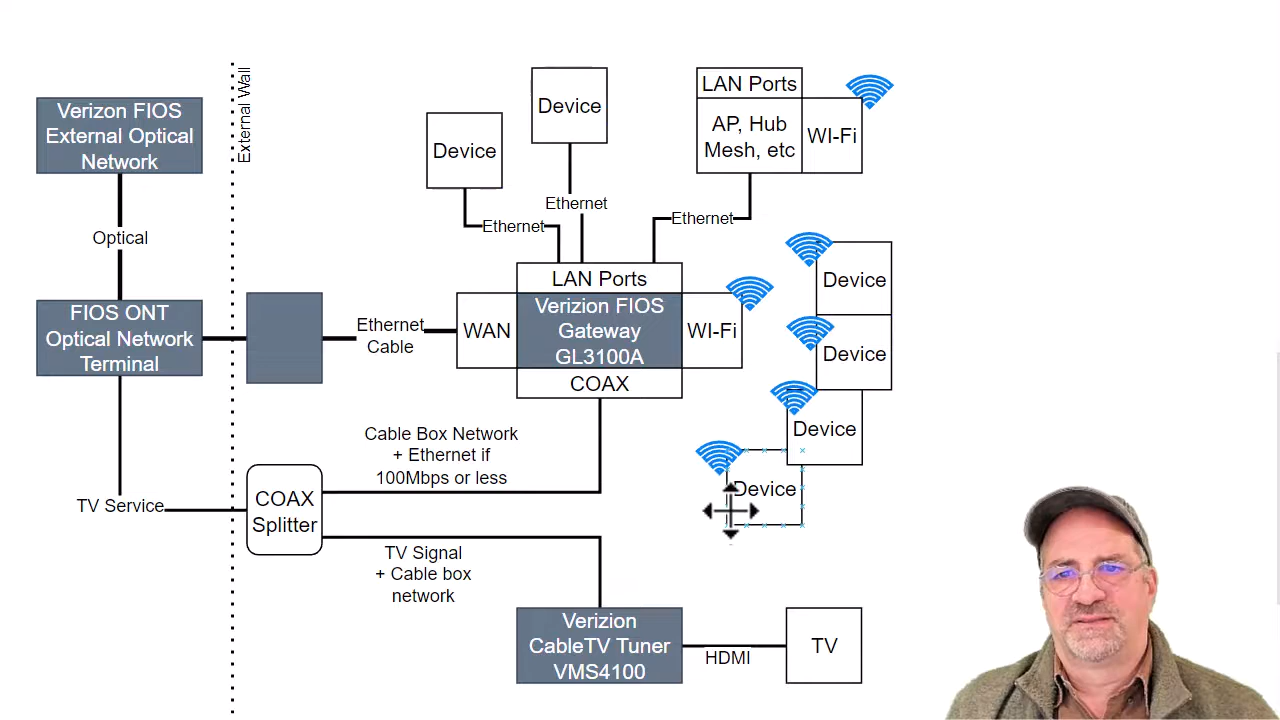 Verizon FIOS
External Optical
Network
External Wall
Optical
FIOS ONT
Optical Network
Terminal
TV Service
COAX
Splitter
Ethernet
Cable
Cable Box Network
+ Ethernet if
100Mbps or less
TV Signal
+ Cable box
network
Device
Device
Ethernet
Ethernet
Ethernet
LAN Ports
AP, Hub
Mesh, etc
WI-Fi
LAN Ports
WAN
Verizion FIOS
Gateway
GL3100A
WI-Fi
COAX
Device
Device
Device
Device
Verizion
CableTV Tuner
VMS4100
HDMI
TV